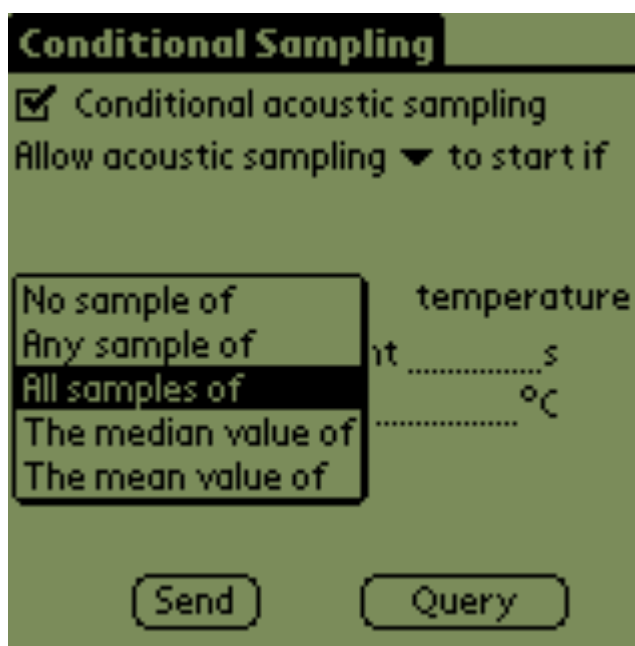 Conditional Sampling
Conditional acoustic sampling
Allow acoustic sampling to start if
No sample of temperature
Any sample of s
All samples of °C
The median value of
The mean value of
Send Query